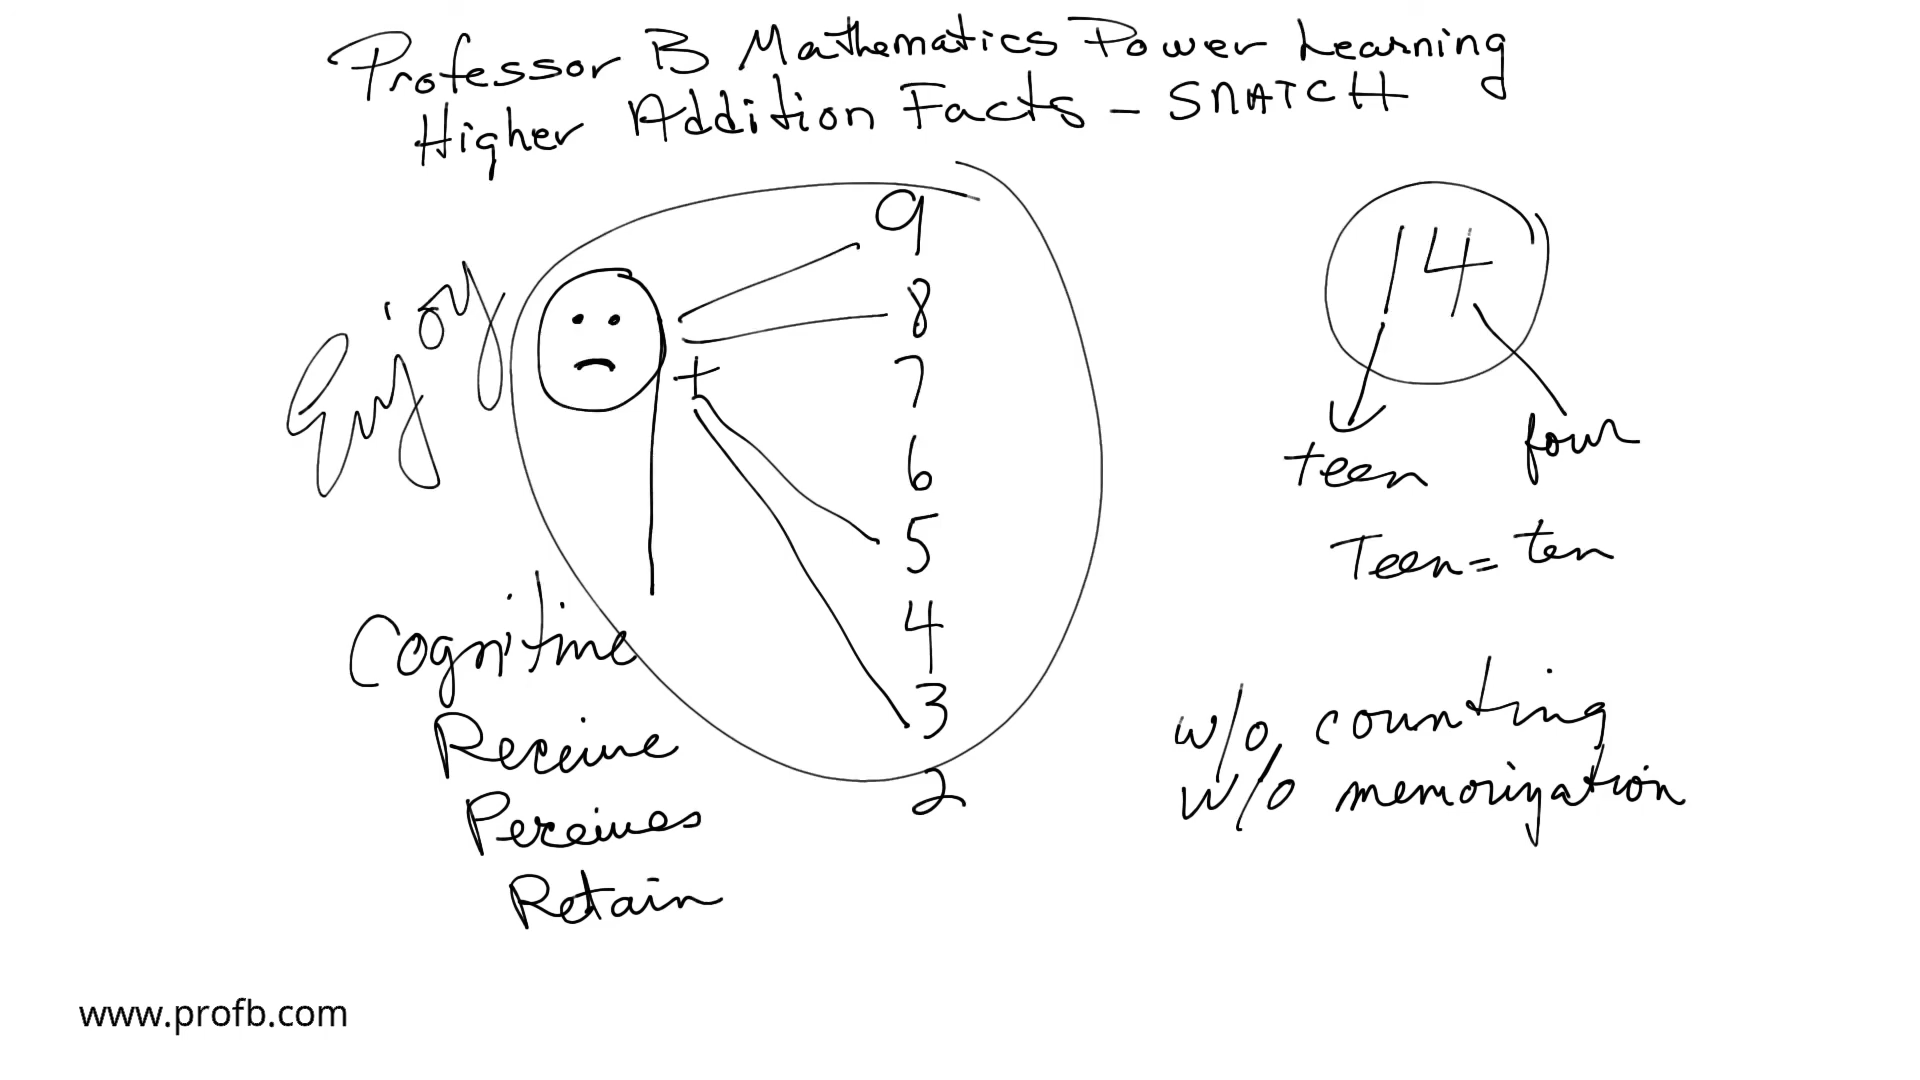 Professor B Mathematics Power Learning
Higher Addition Facts – SNATCH
Enjoy
+
9
8
7
6
5
4
3
2
14
teen four
Teen = ten
Cognitive
Receive
Perceives
Retain
w/o counting
w/o memorization
www.profb.com